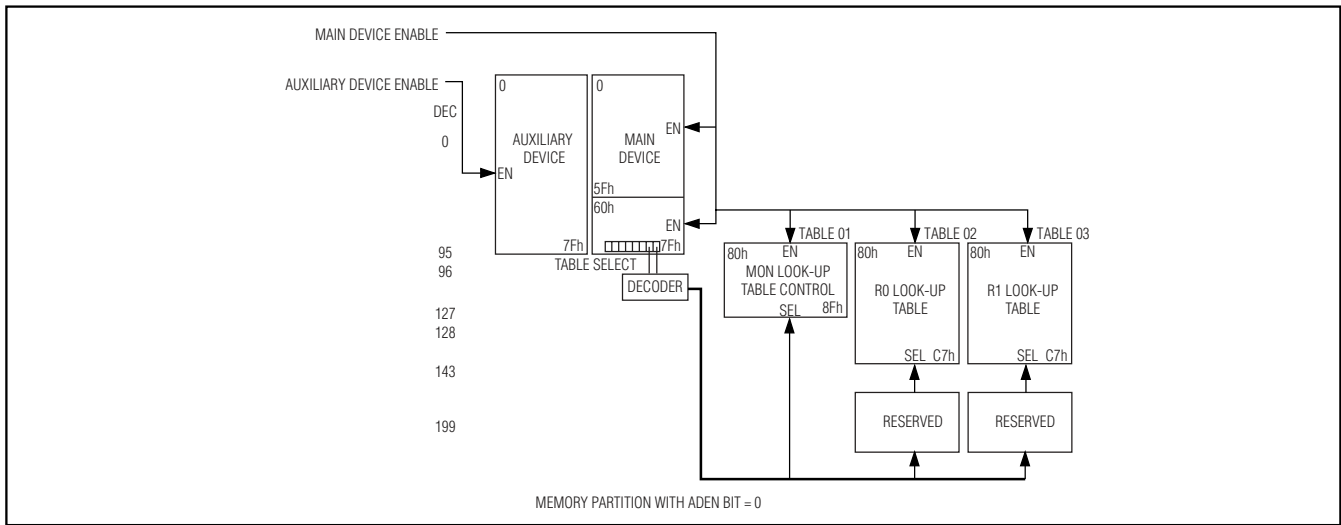 MAIN DEVICE ENABLE
AUXILIARY DEVICE ENABLE
DEC
0
95
96
127
128
143
199
0
AUXILIARY
DEVICE
EN
7Fh
0
EN
MAIN
DEVICE
5Fh
60h
EN
7Fh
TABLE SELECT
DECODER
TABLE 01
80h
EN
MON LOOK-UP
TABLE CONTROL
SEL
8Fh
TABLE 02
80h
EN
R0 LOOK-UP
TABLE
SEL C7h
RESERVED
TABLE 03
80h
EN
R1 LOOK-UP
TABLE
SEL C7h
RESERVED
MEMORY PARTITION WITH ADEN BIT = 0